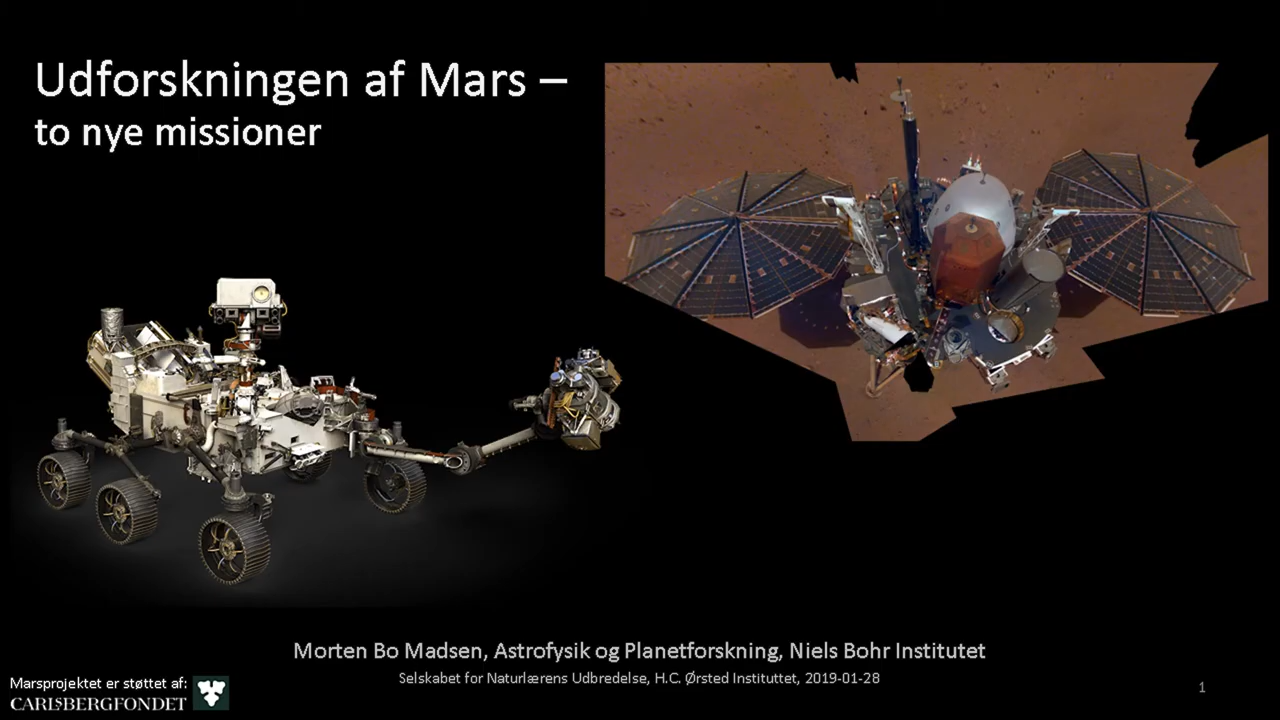 Udforskningen af Mars –
to nye missioner
Morten Bo Madsen, Astrofysik og Planetforskning, Niels Bohr Institutet
Selskabet for Naturlærens Udbredelse, H.C. Ørsted Instituttet, 2019-01-28
Marsprojektet er støttet af:
CARLSBERGFONDET
1